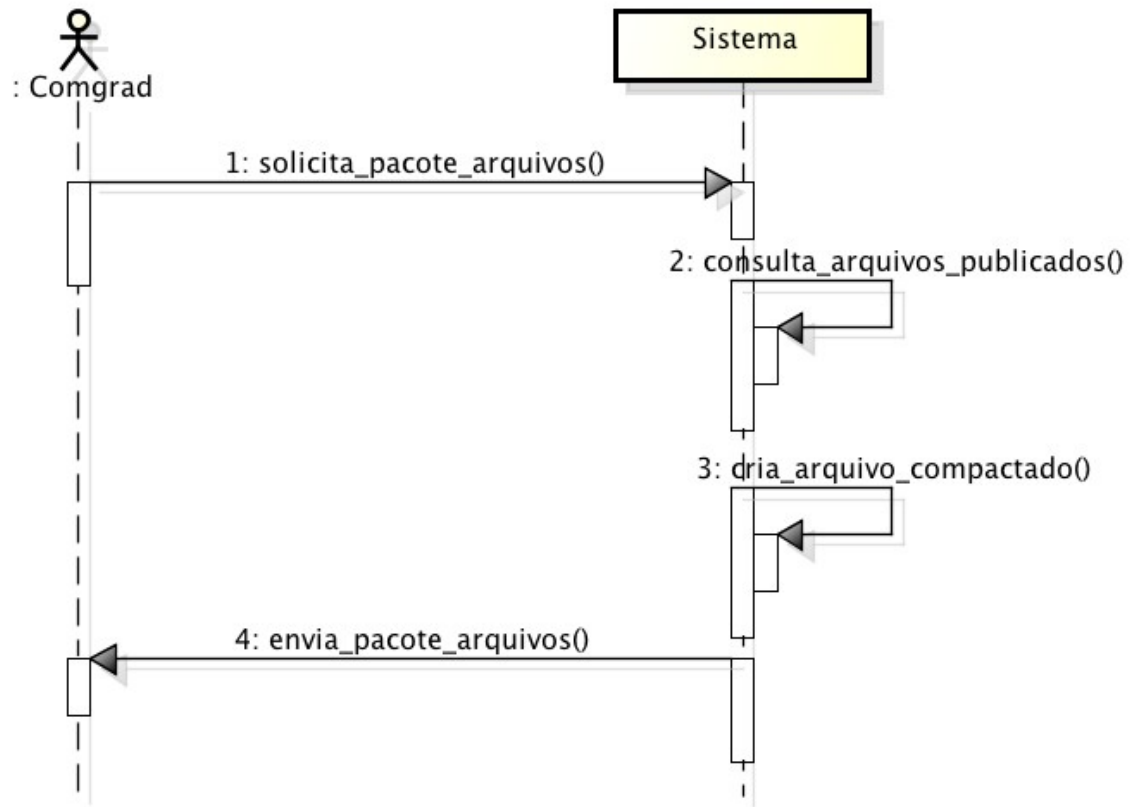 : Comgrad
Sistema
1: solicita_pacote_arquivos()
2: consulta_arquivos_publicados()
3: cria_arquivo_compactado()
4: envia_pacote_arquivos()